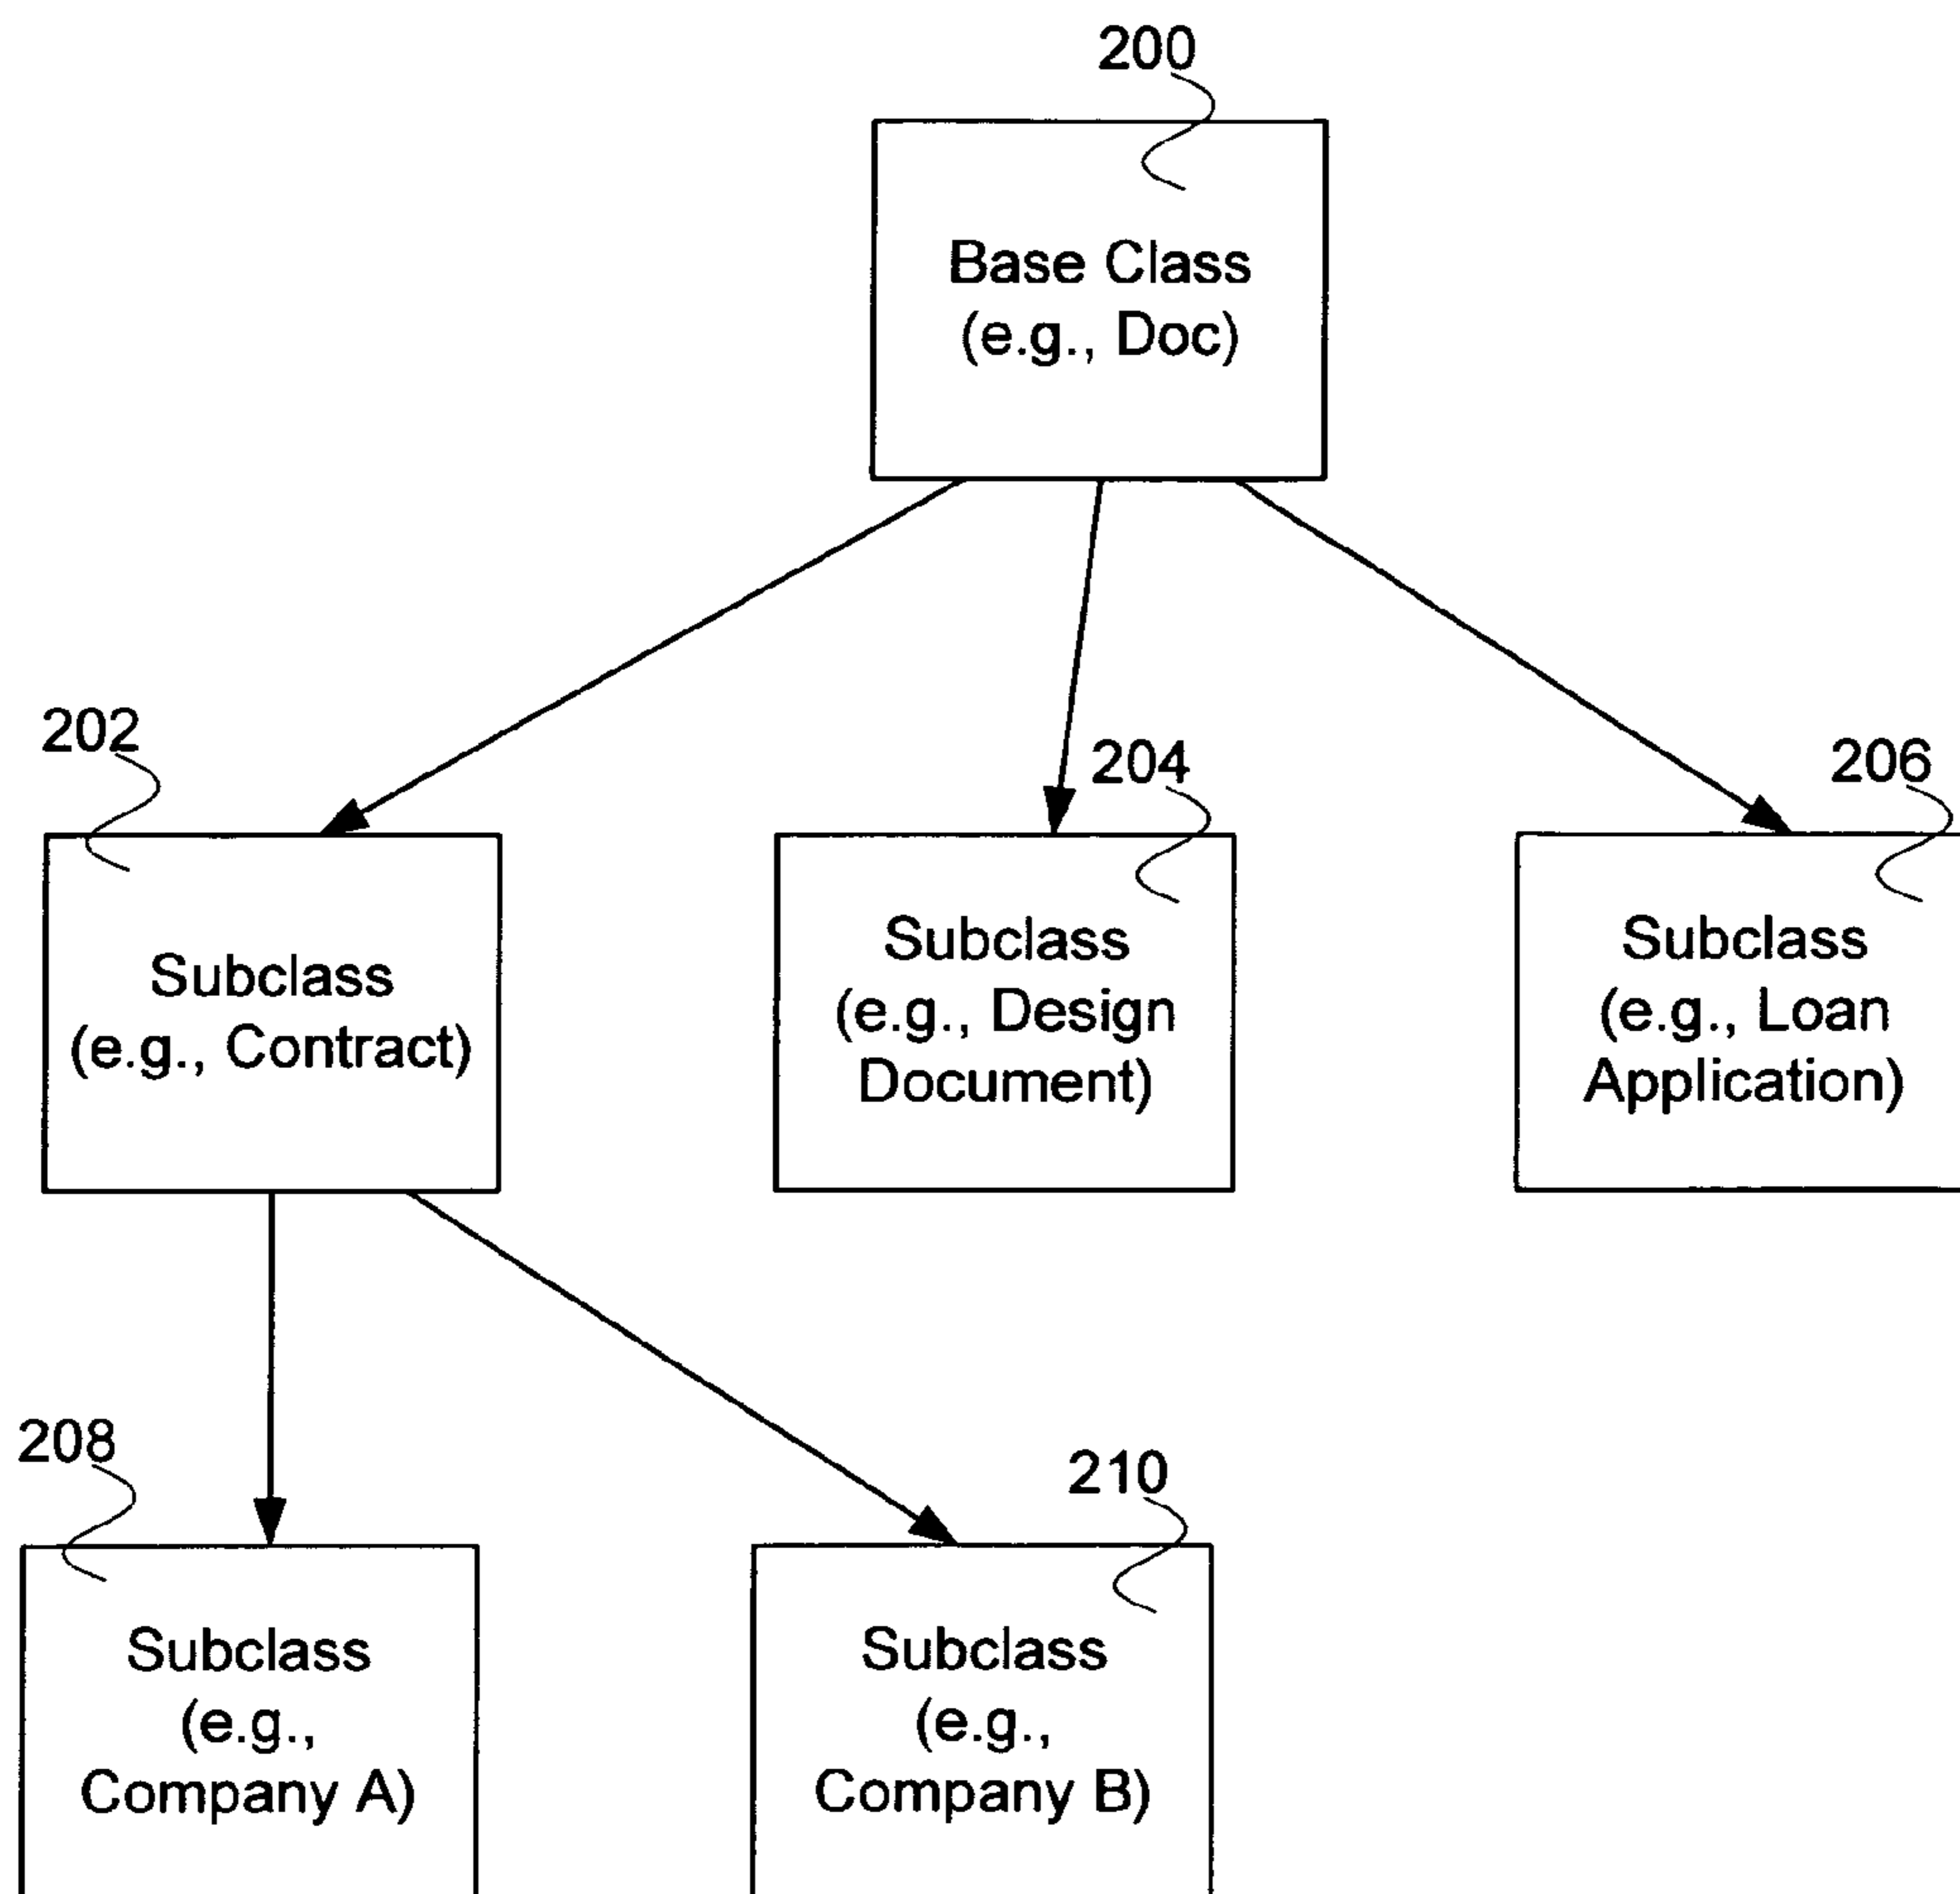 200
Base Class
(e.g., Doc)
202
204
206
Subclass
(e.g., Contract)
Subclass
(e.g., Design
Document)
Subclass
(e.g., Loan
Application)
208
210
Subclass
(e.g.,
Company A)
Subclass
(e.g.,
Company B)